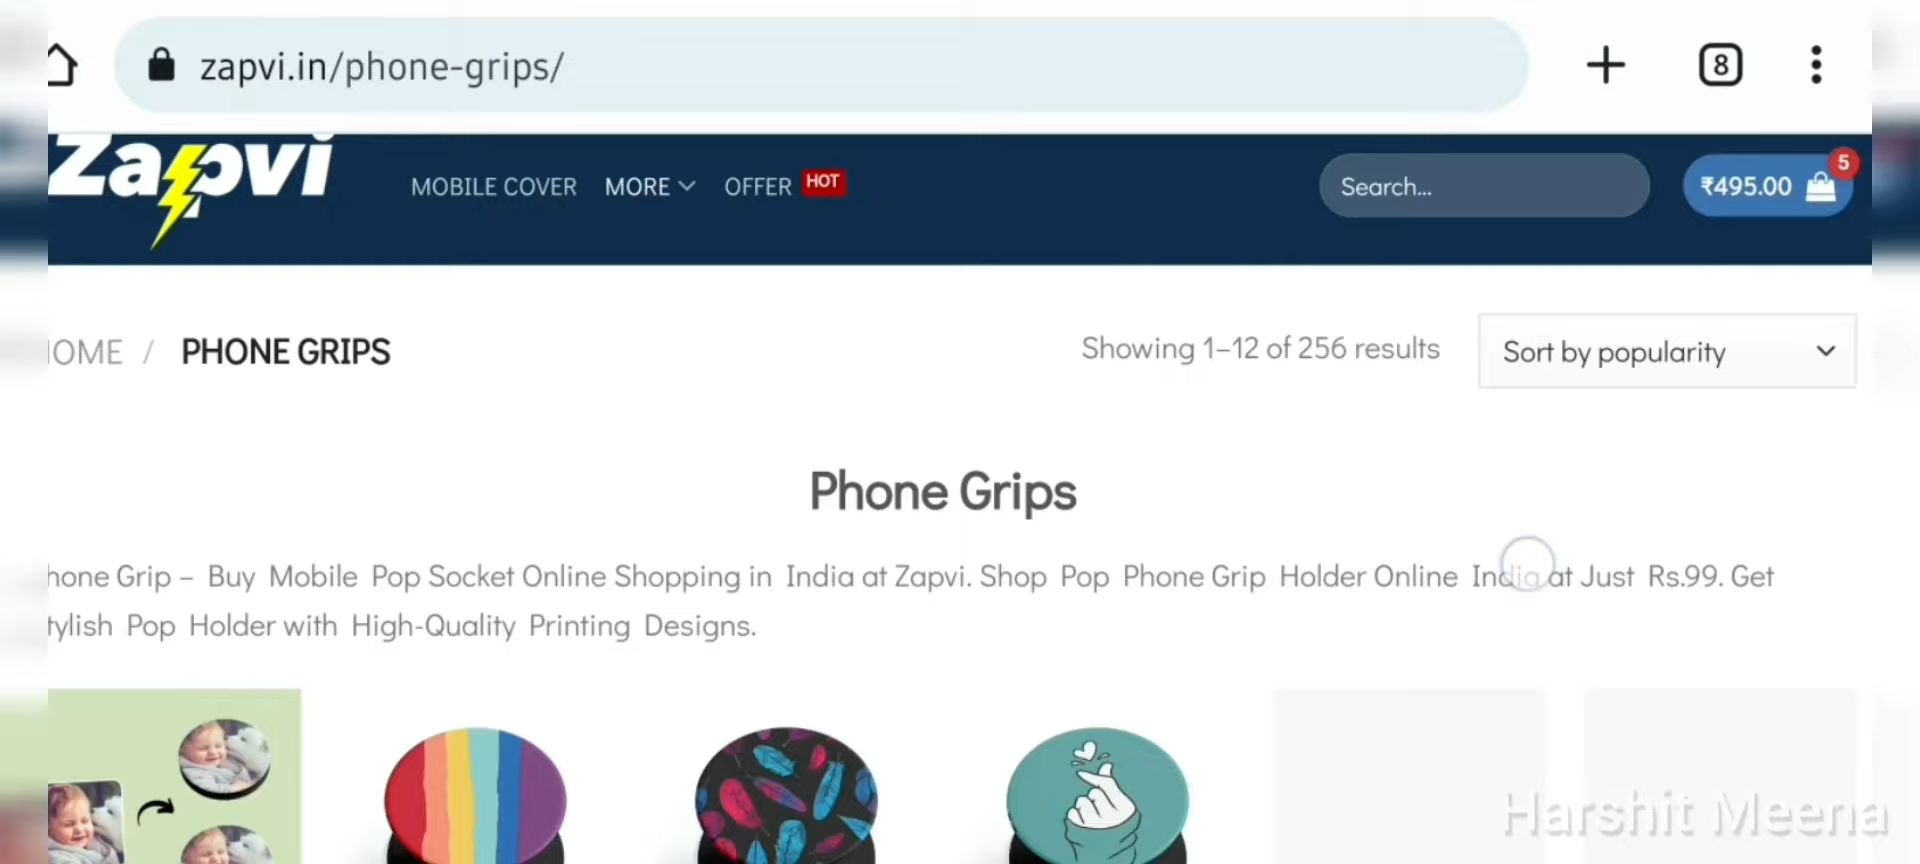 zapvi.in/phone-grips/
8
Zapvi
MOBILE COVER
MORE
OFFER
HOT
Search...
₹495.00
5
OME / PHONE GRIPS
Showing 1–12 of 256 results
Sort by popularity
Phone Grips
hone Grip – Buy Mobile Pop Socket Online Shopping in India at Zapvi. Shop Pop Phone Grip Holder Online India at Just Rs.99. Get
tylish Pop Holder with High-Quality Printing Designs.
Harshit Meena